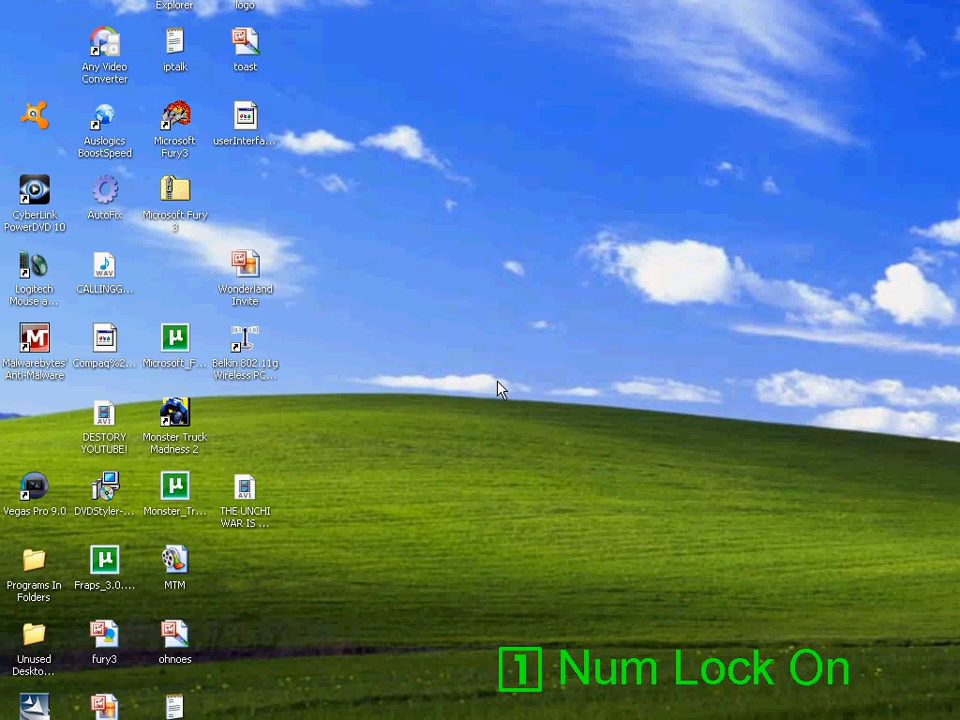 Explorer
logo
Any Video
Converter
iptalk
toast
Auslogics
BoostSpeed
Microsoft
Fury3
userInterfa...
CyberLink
PowerDVD 10
AutoFix
Microsoft Fury
3
Logitech
Mouse a...
WAV
CALLINGG...
Wonderland
Invite
Malwarebytes'
Anti-Malware
Compaq%2...
Microsoft_F...
Belkin 802.11g
Wireless PC...
AVI
DESTORY
YOUTUBE!
Monster Truck
Madness 2
Vegas Pro 9.0
DVDStyler-...
Monster_Tr...
AVI
THE UNCHI
WAR IS ...
Programs In
Folders
Fraps_3.0....
MTM
Unused
Deskto...
fury3
ohnoes
1 Num Lock On